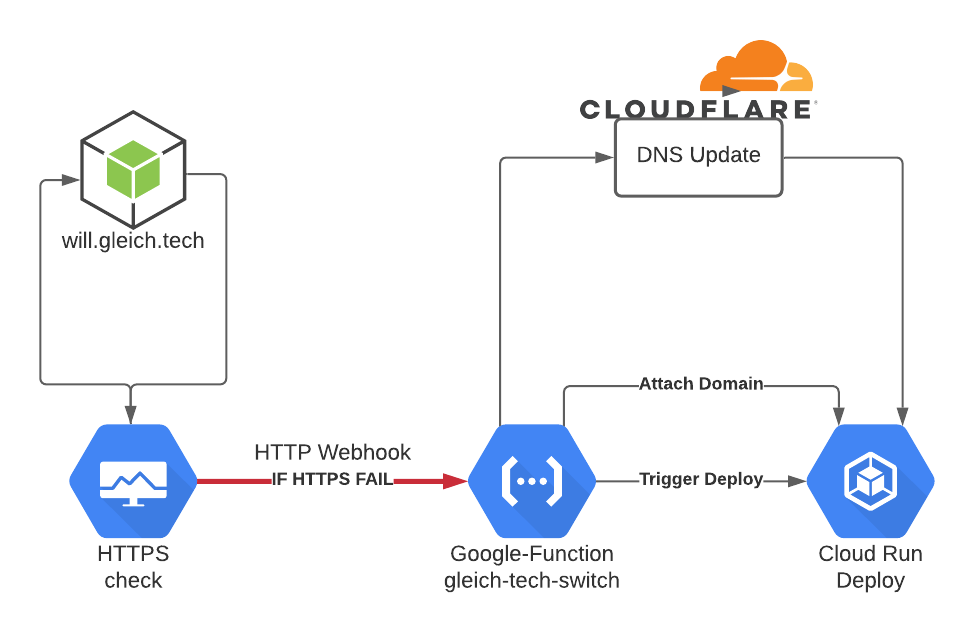 CLOUDFLARE
DNS Update
will.gleich.tech
Attach Domain
HTTP Webhook
IF HTTPS FAIL
Trigger Deploy
HTTPS
check
Google-Function
gleich-tech-switch
Cloud Run
Deploy